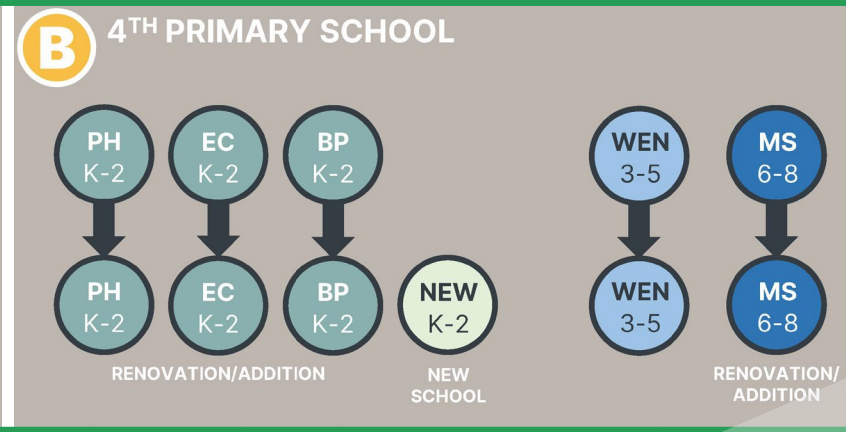 B
4TH PRIMARY SCHOOL
PH
K-2
EC
K-2
BP
K-2
WEN
3-5
MS
6-8
PH
K-2
EC
K-2
BP
K-2
NEW
K-2
WEN
3-5
MS
6-8
RENOVATION/ADDITION
NEW
SCHOOL
RENOVATION/
ADDITION